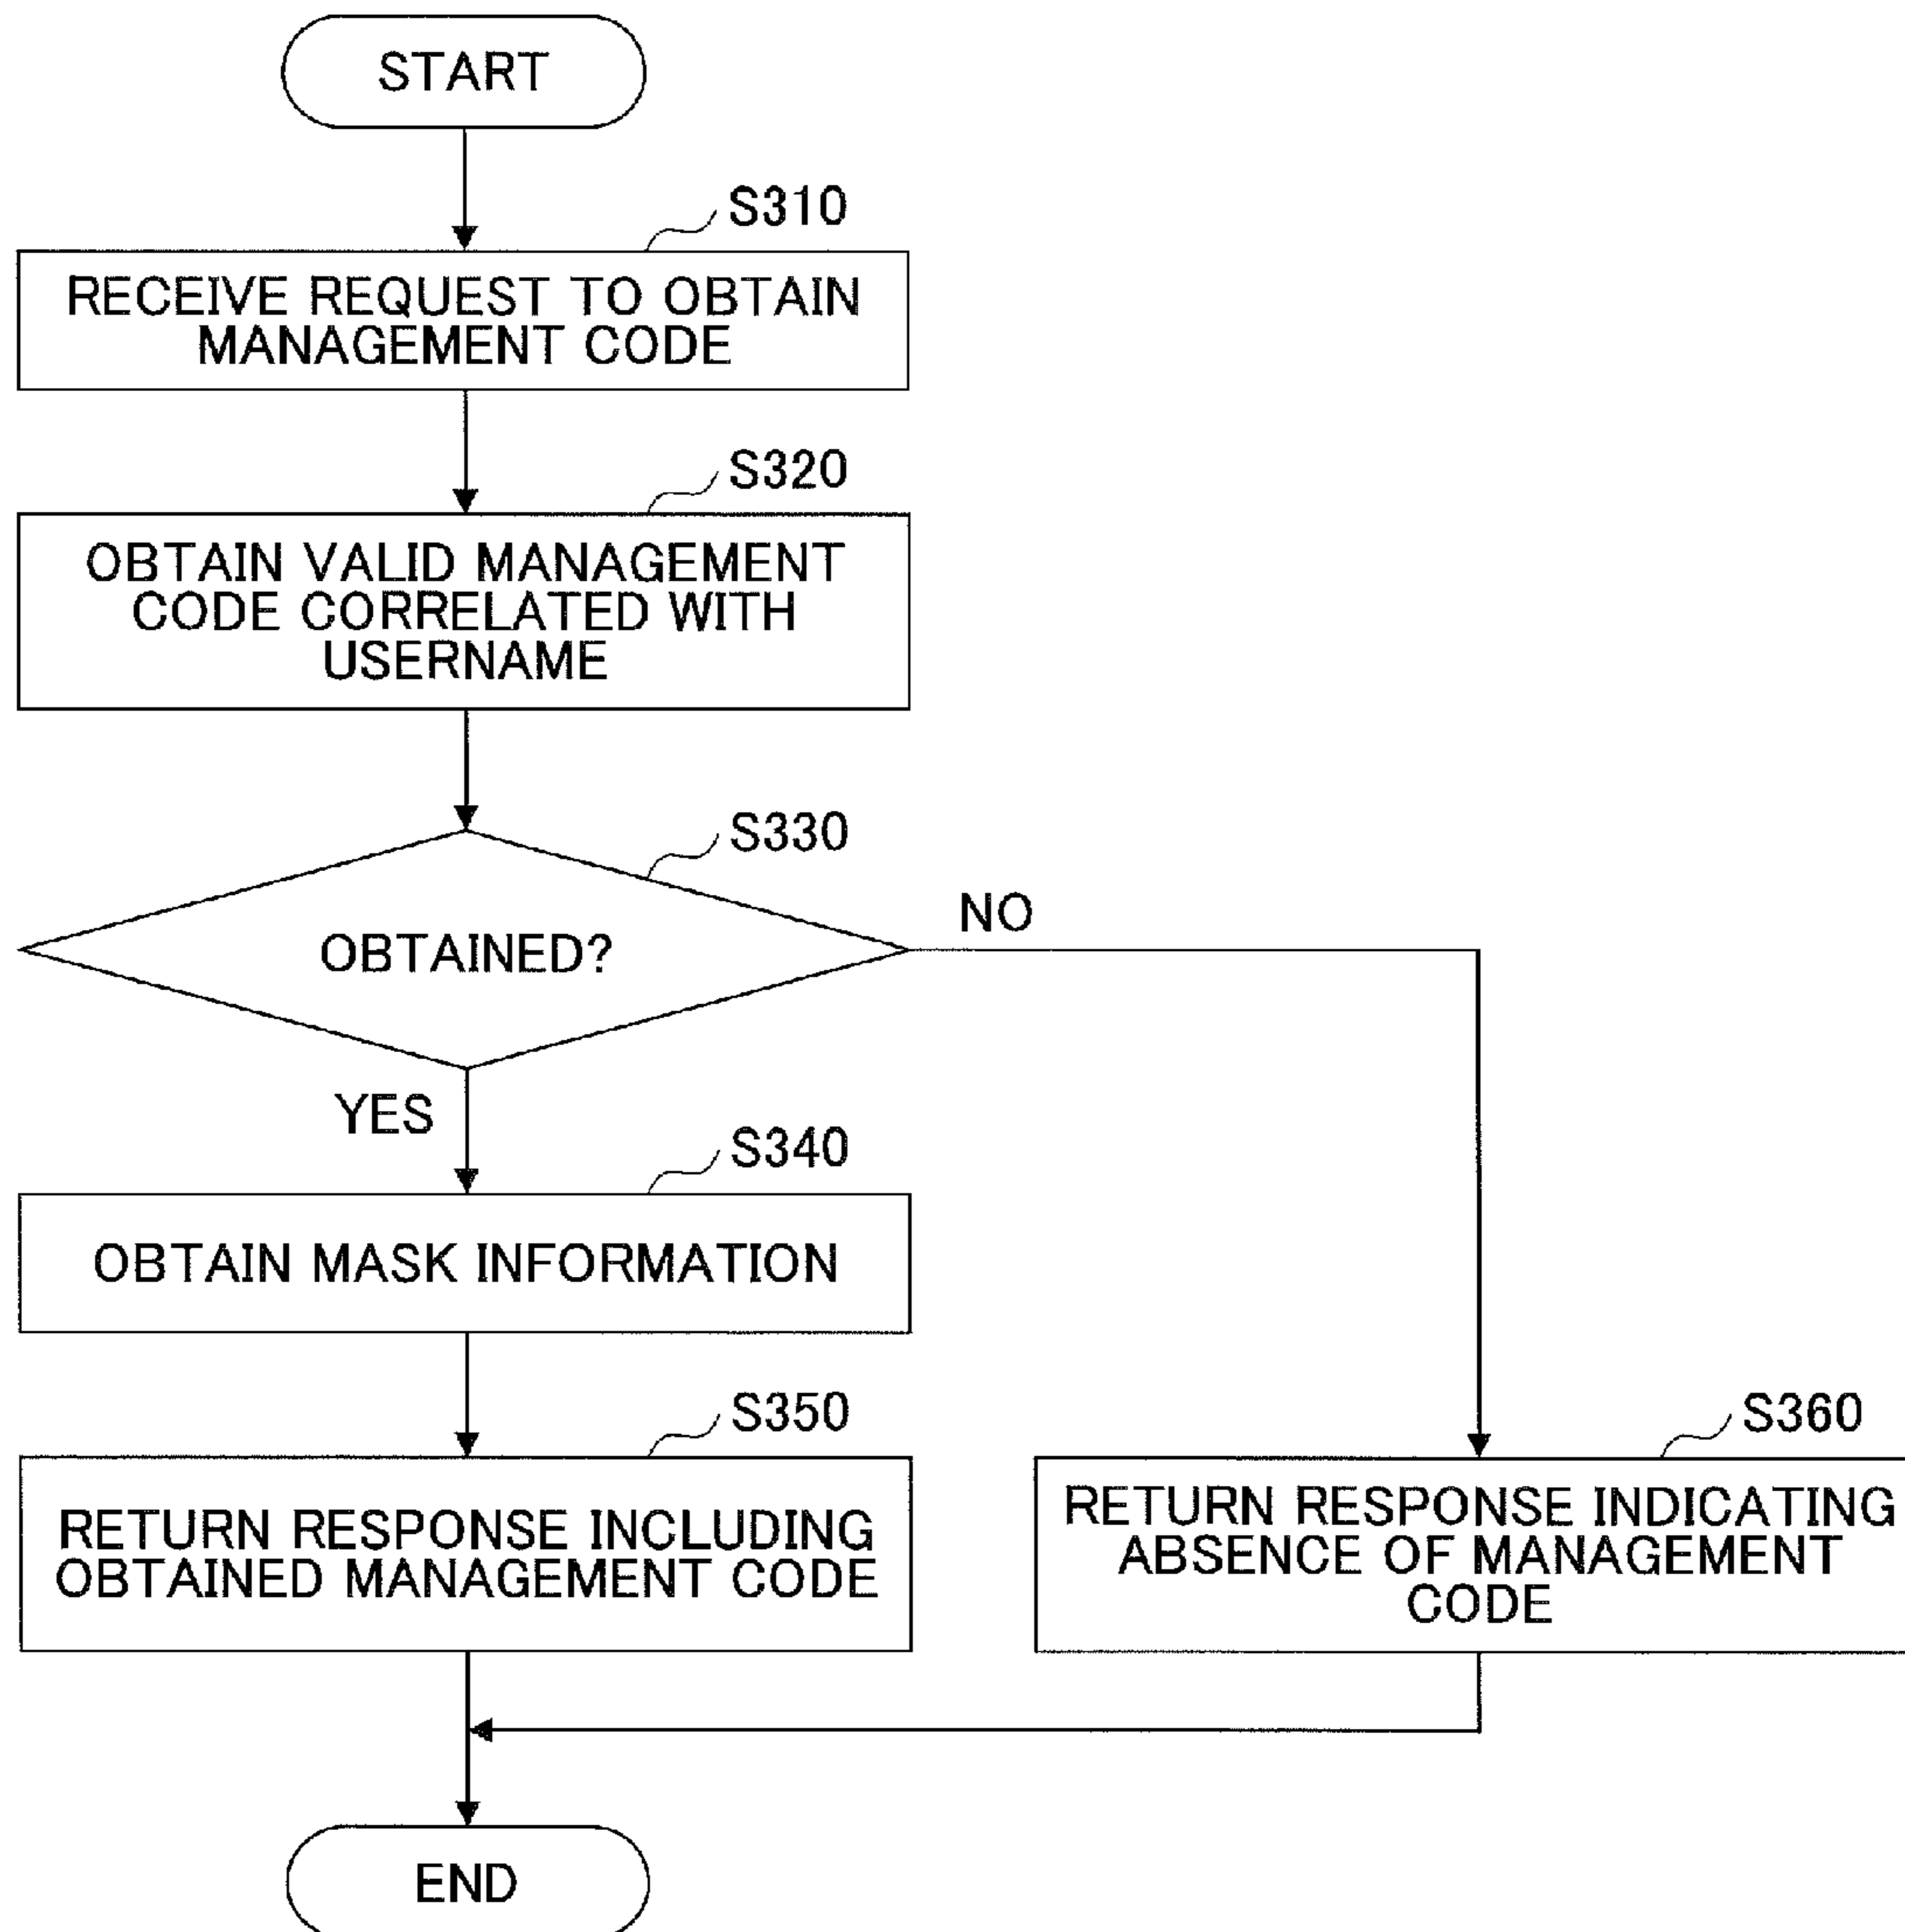 START
S310
RECEIVE REQUEST TO OBTAIN
MANAGEMENT CODE
S320
OBTAIN VALID MANAGEMENT
CODE CORRELATED WITH
USERNAME
S330
OBTAINED?
NO
YES
S340
OBTAIN MASK INFORMATION
S350
RETURN RESPONSE INCLUDING
OBTAINED MANAGEMENT CODE
S360
RETURN RESPONSE INDICATING
ABSENCE OF MANAGEMENT
CODE
END